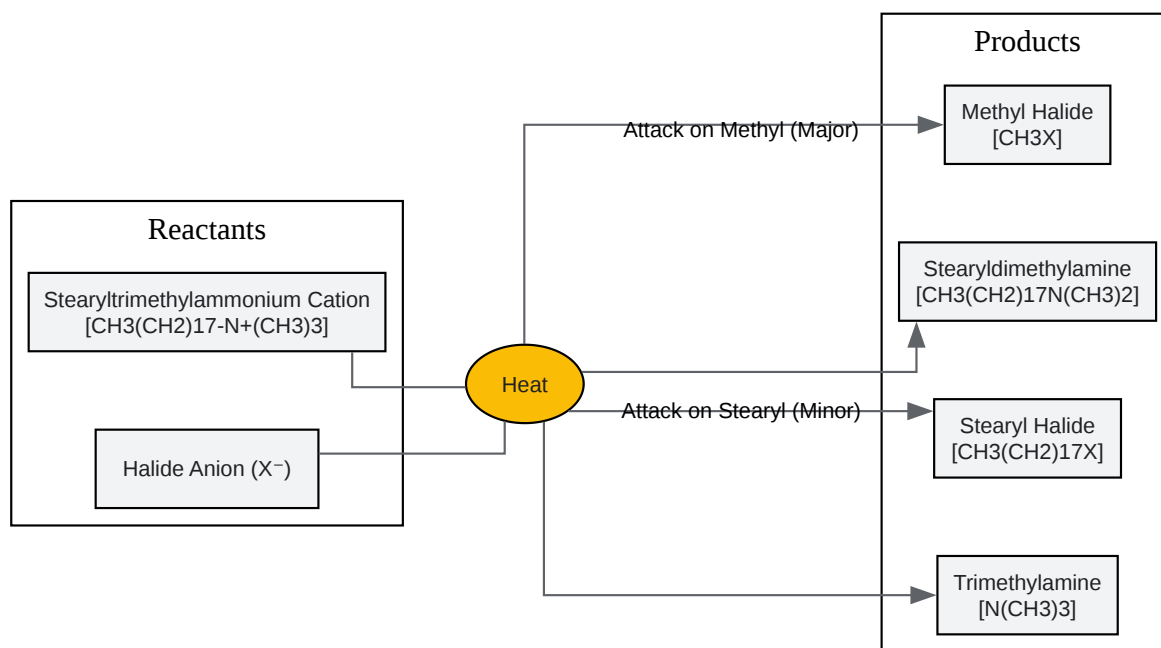 Reactants
Stearyltrimethylammonium Cation
[CH3(CH2)17-N+(CH3)3]
Halide Anion (X⁻)
Heat
Attack on Methyl (Major)
Attack on Stearyl (Minor)
Products
Methyl Halide
[CH3X]
Stearyldimethylamine
[CH3(CH2)17N(CH3)2]
Stearyl Halide
[CH3(CH2)17X]
Trimethylamine
[N(CH3)3]